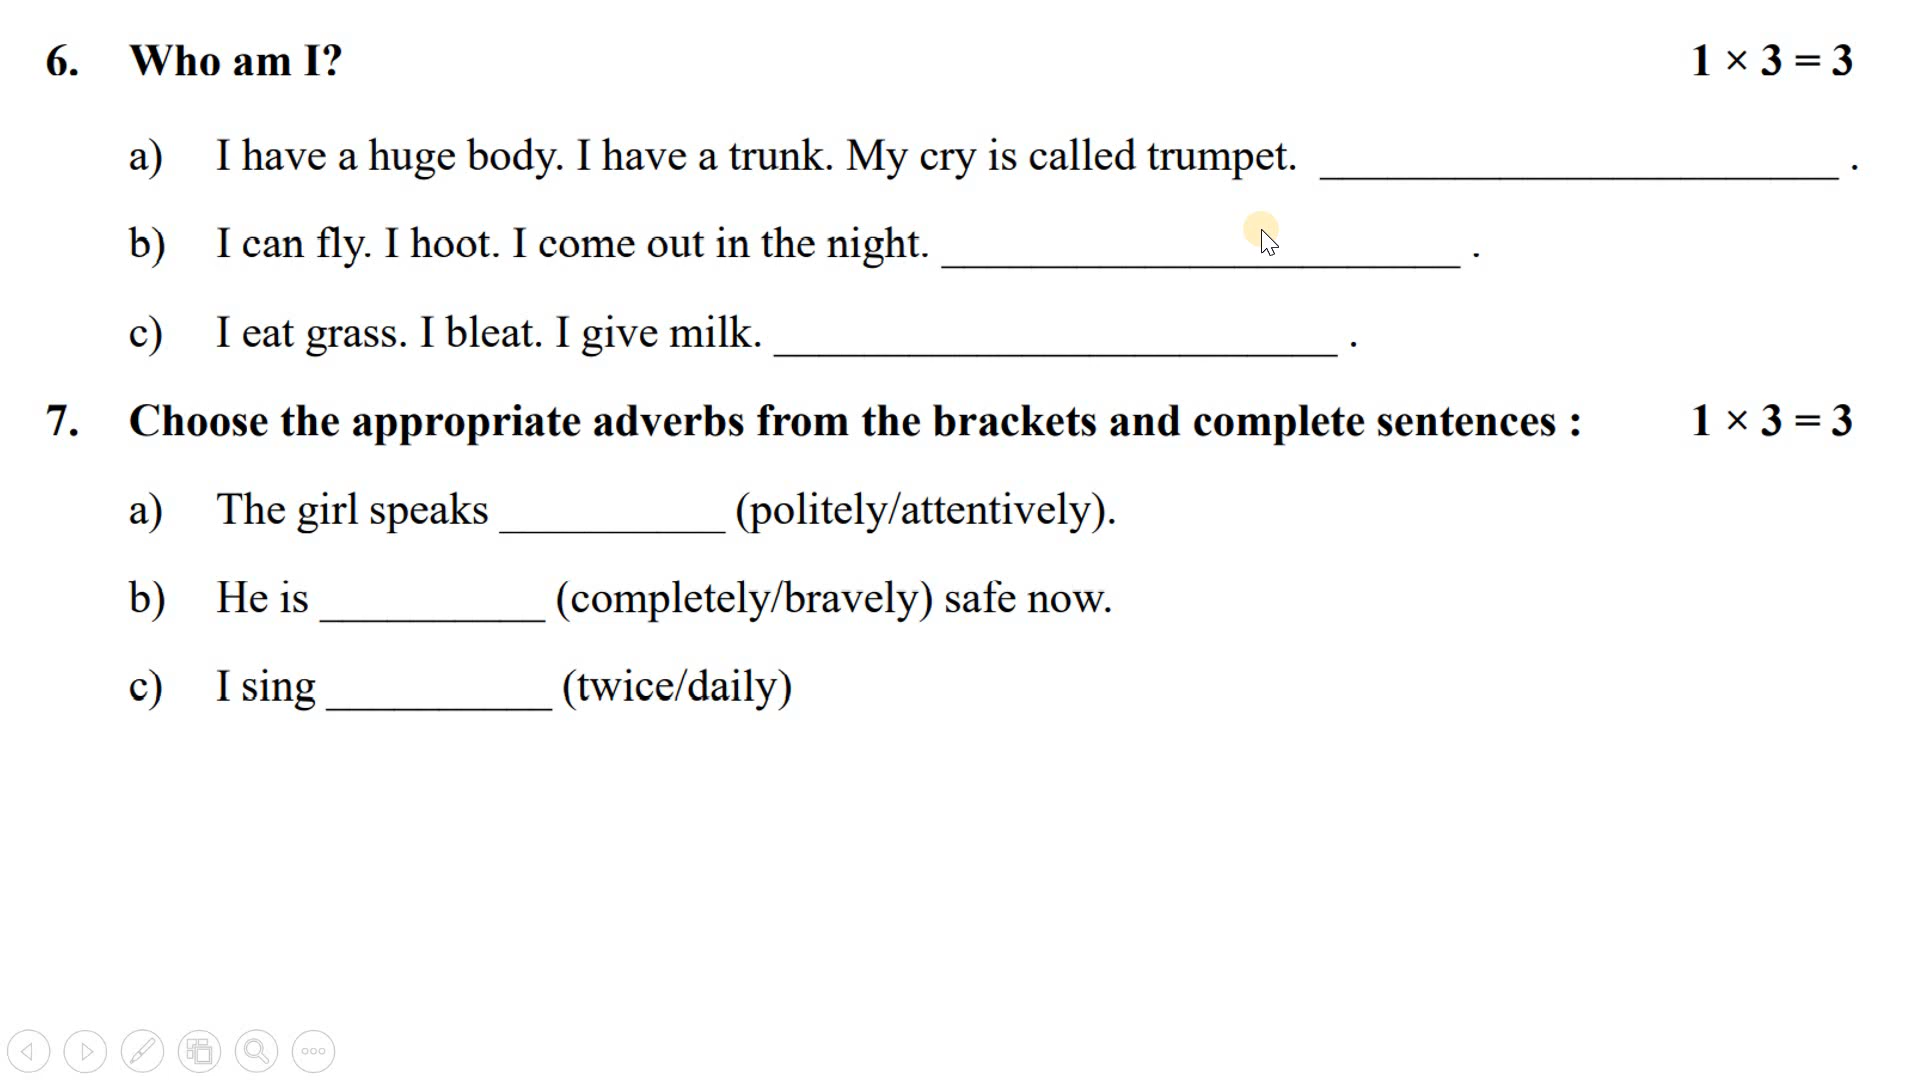 6. Who am I? 1 × 3 = 3
a) I have a huge body. I have a trunk. My cry is called trumpet. _______________________ .
b) I can fly. I hoot. I come out in the night. _______________________ .
c) I eat grass. I bleat. I give milk. _________________________ .
7. Choose the appropriate adverbs from the brackets and complete sentences : 1 × 3 = 3
a) The girl speaks __________ (politely/attentively).
b) He is __________ (completely/bravely) safe now.
c) I sing __________ (twice/daily)